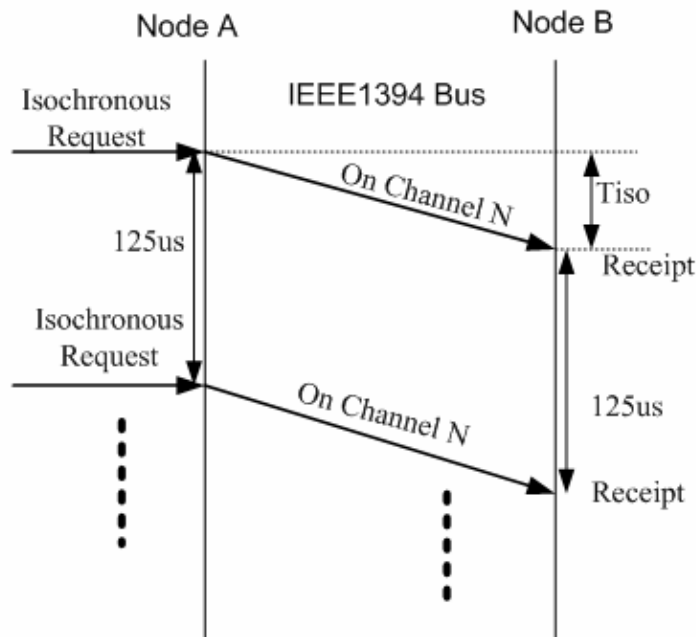 Node A
Node B
IEEE1394 Bus
Isochronous
Request
On Channel N
Tiso
125us
Receipt
Isochronous
Request
On Channel N
125us
Receipt